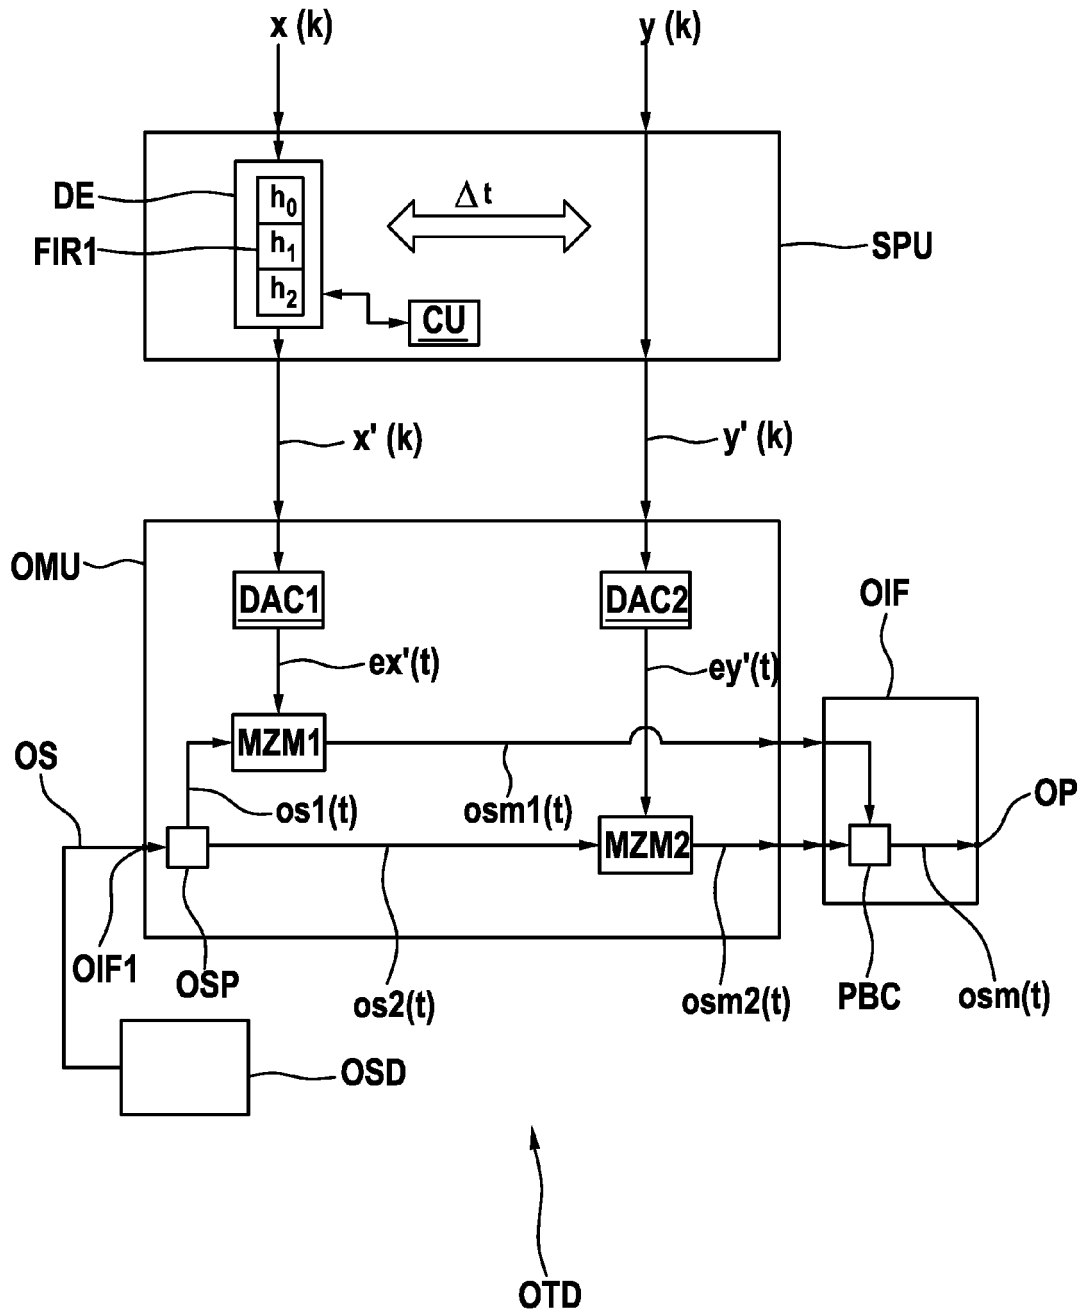 x (k)
y (k)
DE
h0
Δ t
FIR1
h1
SPU
h2
CU
x' (k)
y' (k)
OMU
DAC1
DAC2
OIF
ex'(t)
ey'(t)
MZM1
OS
os1(t)
osm1(t)
OP
MZM2
OIF1
OSP
os2(t)
osm2(t)
PBC
osm(t)
OSD
OTD